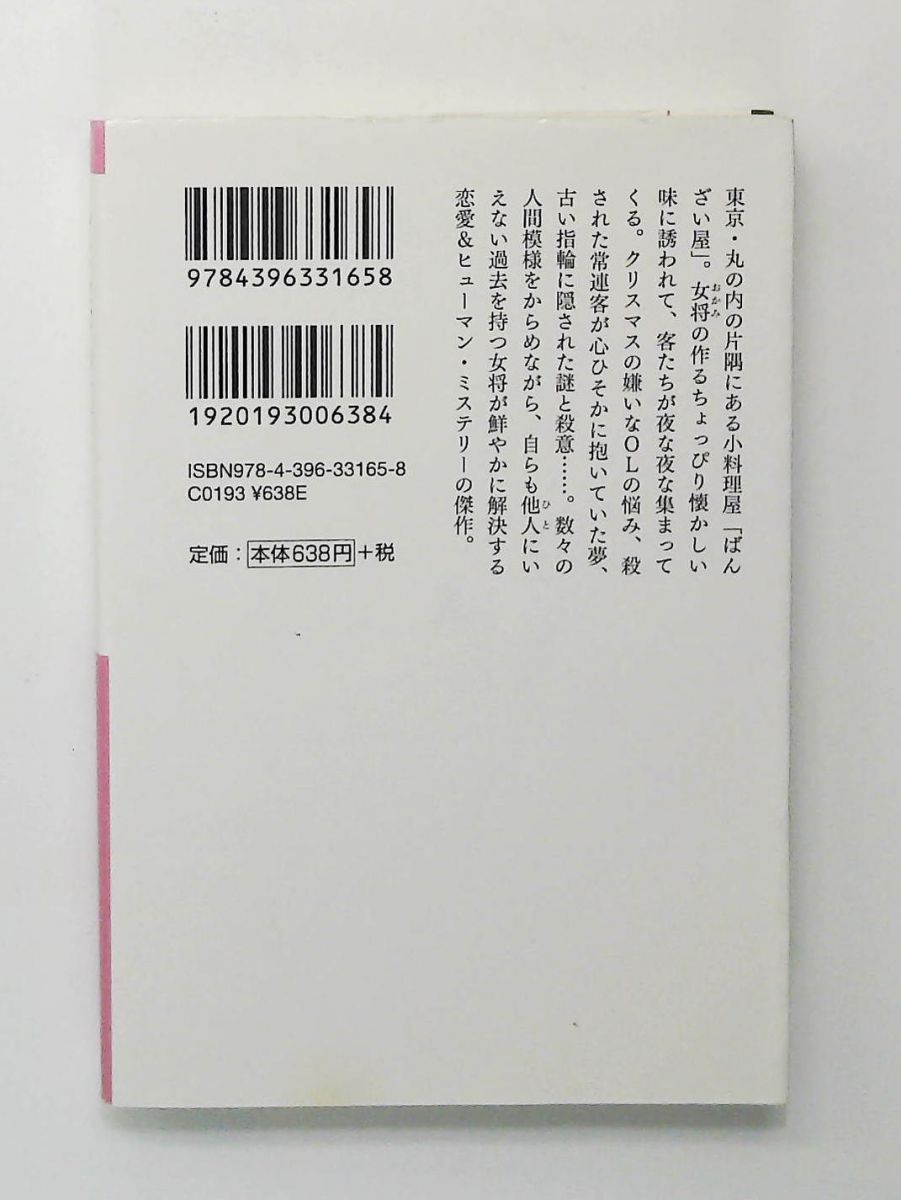 東京・丸の内の片隅にある小料理屋「ばん
ざい屋」。女将の作るちょっぴり懐かしい
おかみ
味に誘われて、客たちが夜な夜な集まって
くる。クリスマスの嫌いなOLの悩み、殺
された常連客が心ひそかに抱いていた夢、
古い指輪に隠された謎と殺意……。数々の
人間模様をからめながら、自らも他人にい
ひと
えない過去を持つ女将が鮮やかに解決する
恋愛&ヒューマン・ミステリーの傑作。
9784396331658
1920193006384
ISBN978-4-396-33165-8
C0193 ¥638E
定価:本体638円+税